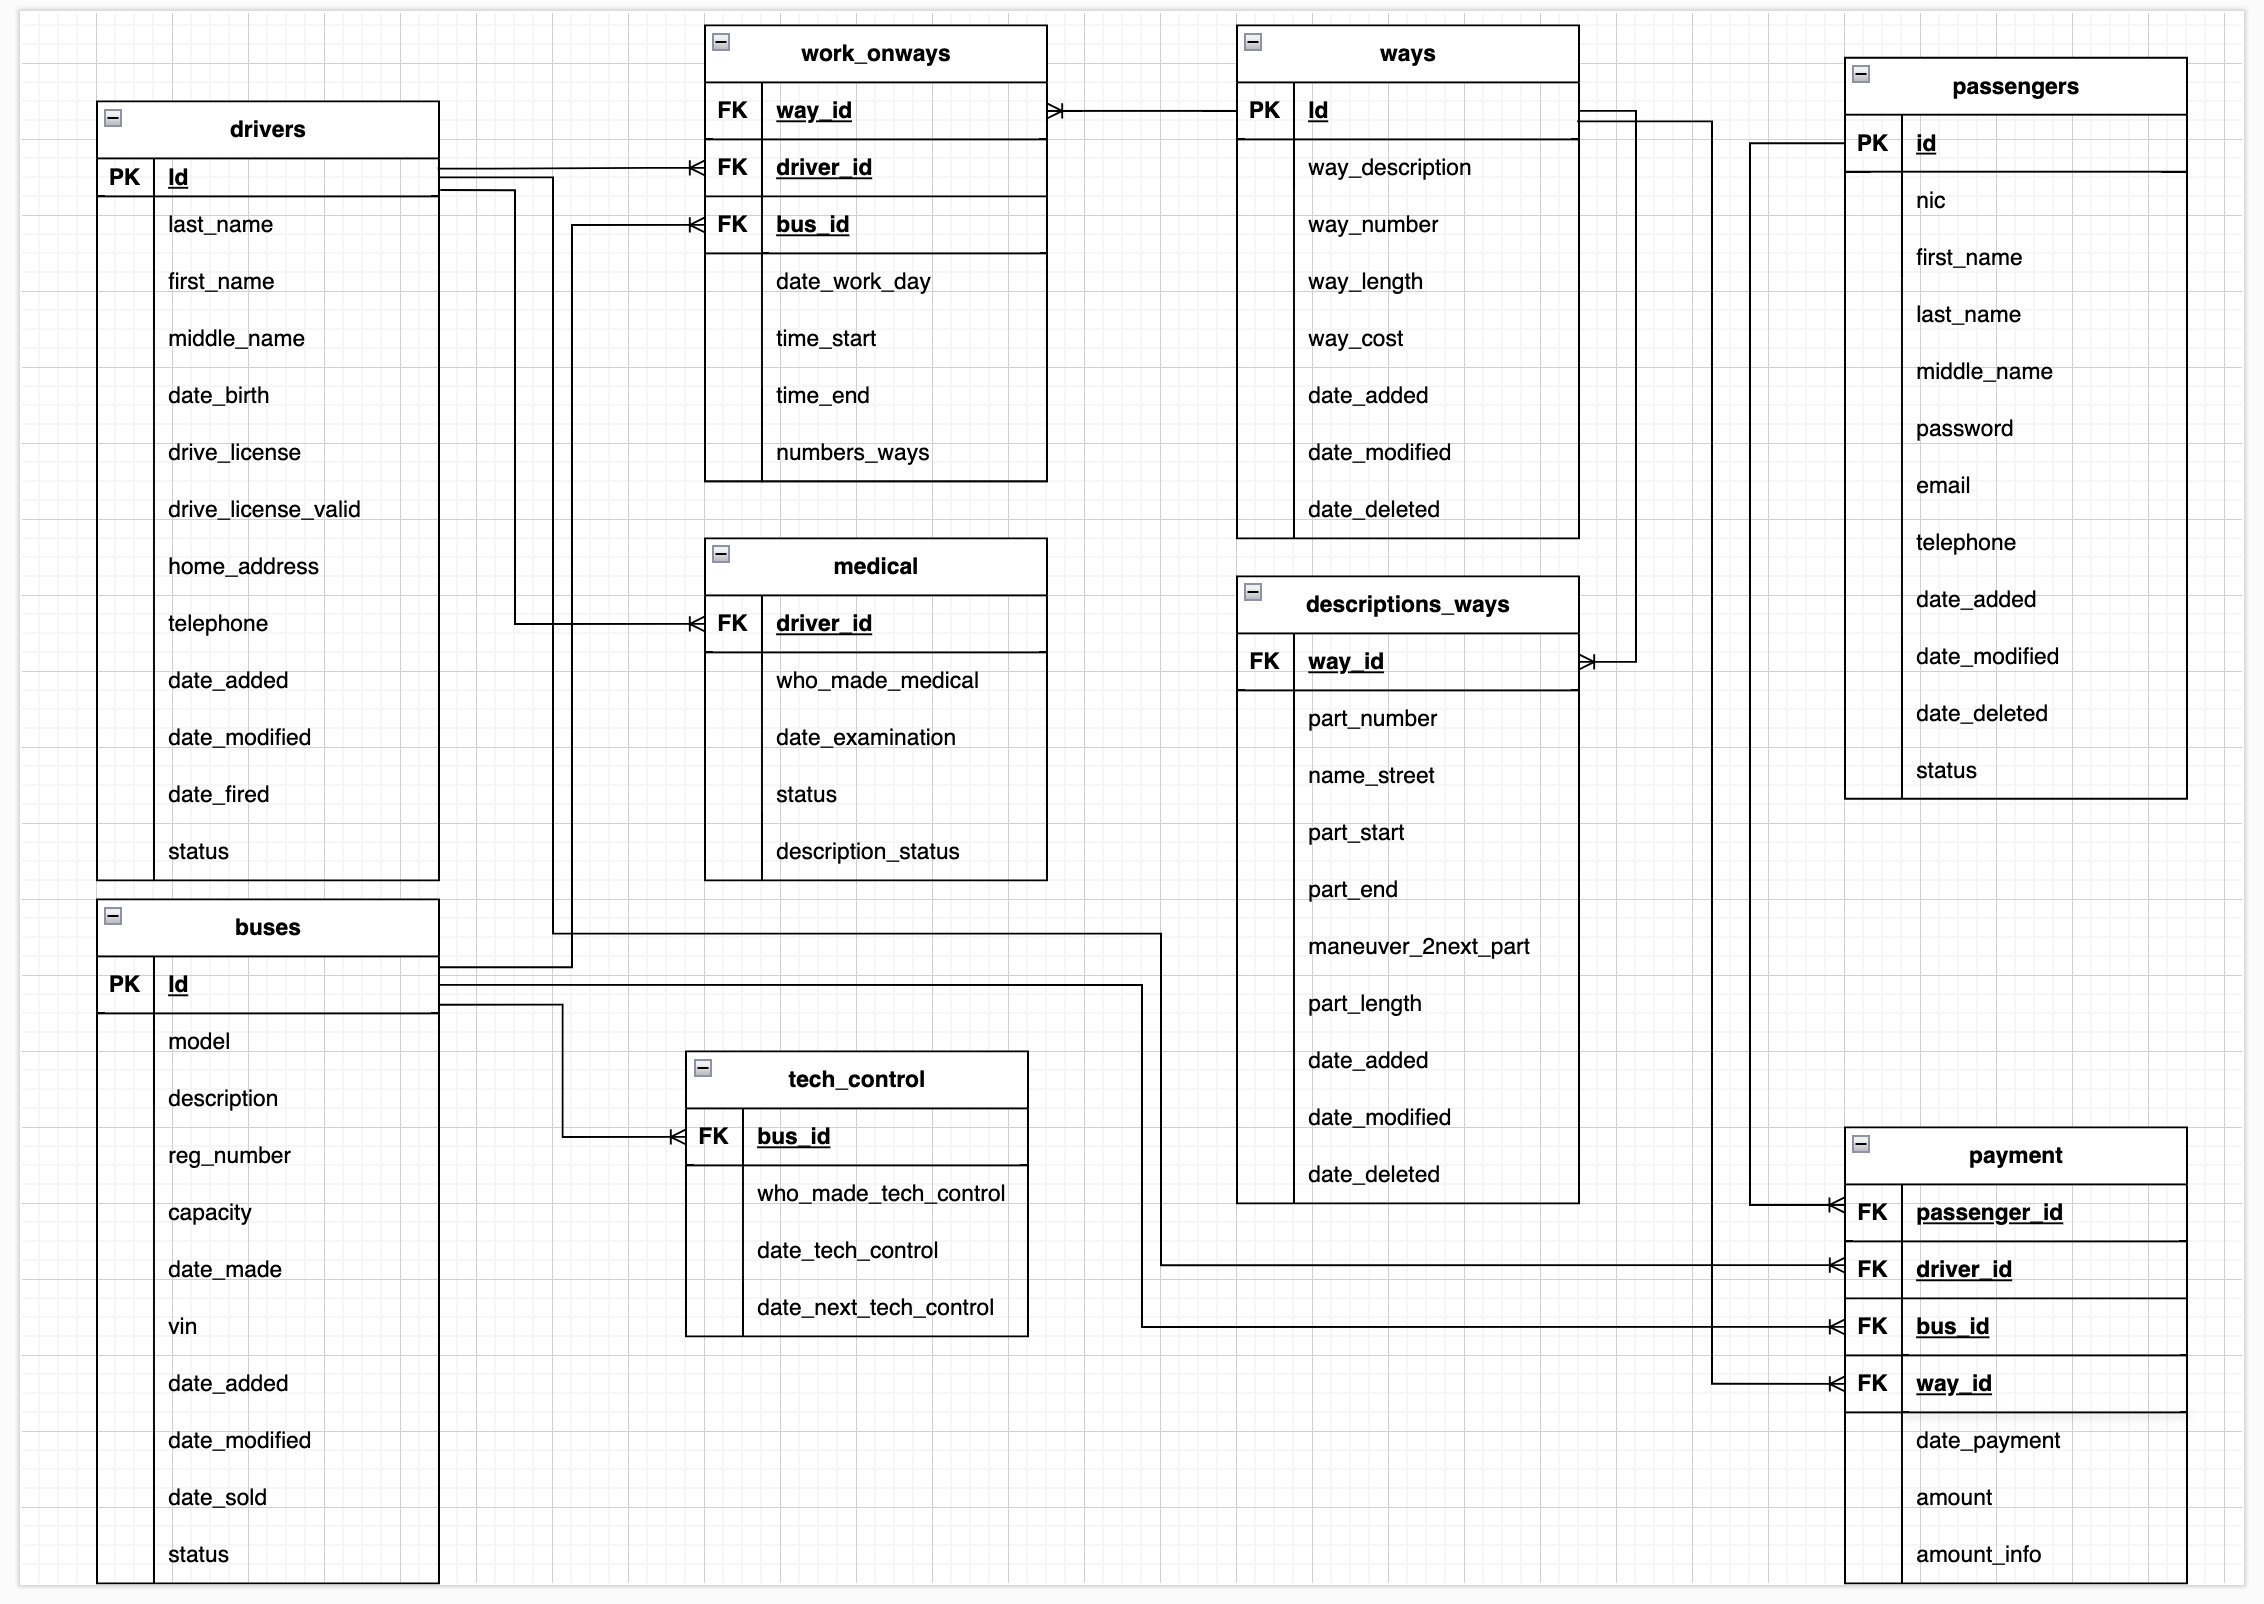 drivers
PK Id
last_name
first_name
middle_name
date_birth
drive_license
drive_license_valid
home_address
telephone
date_added
date_modified
date_fired
status
buses
PK Id
model
description
reg_number
capacity
date_made
vin
date_added
date_modified
date_sold
status
work_onways
FK way_id
FK driver_id
FK bus_id
date_work_day
time_start
time_end
numbers_ways
medical
FK driver_id
who_made_medical
date_examination
status
description_status
tech_control
FK bus_id
who_made_tech_control
date_tech_control
date_next_tech_control
ways
PK Id
way_description
way_number
way_length
way_cost
date_added
date_modified
date_deleted
descriptions_ways
FK way_id
part_number
name_street
part_start
part_end
maneuver_2next_part
part_length
date_added
date_modified
date_deleted
passengers
PK id
nic
first_name
last_name
middle_name
password
email
telephone
date_added
date_modified
date_deleted
status
payment
FK passenger_id
FK driver_id
FK bus_id
FK way_id
date_payment
amount
amount_info